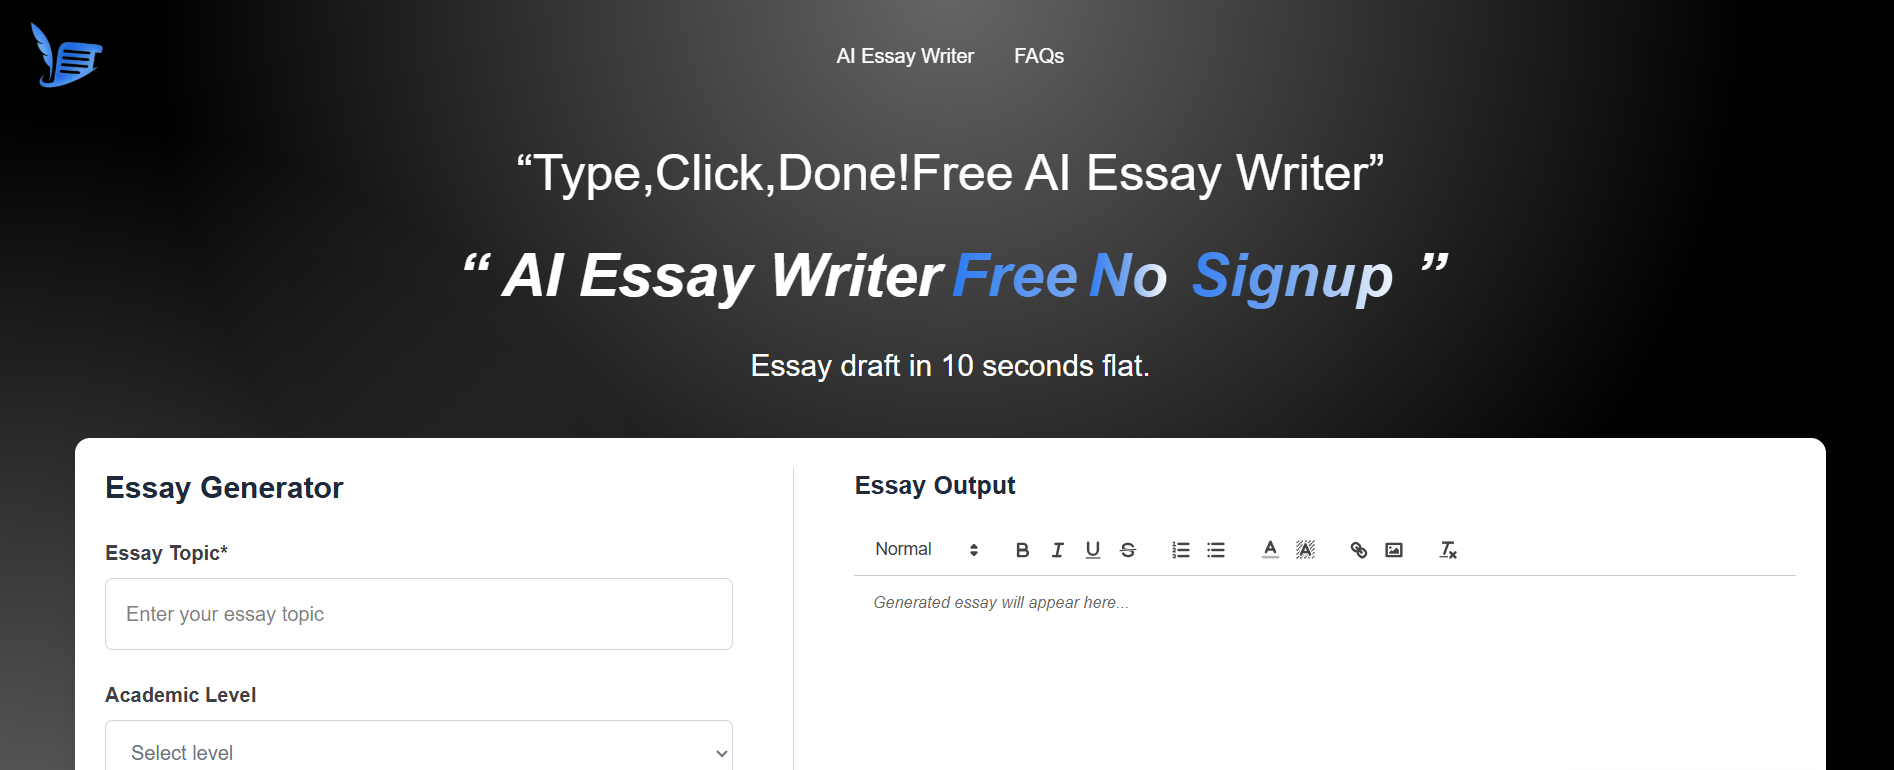 AI Essay Writer FAQs
“Type,Click,Done!Free AI Essay Writer”
“ AI Essay Writer Free No Signup ”
Essay draft in 10 seconds flat.
Essay Generator
Essay Topic*
Enter your essay topic
Academic Level
Select level
Essay Output
Normal
Generated essay will appear here...